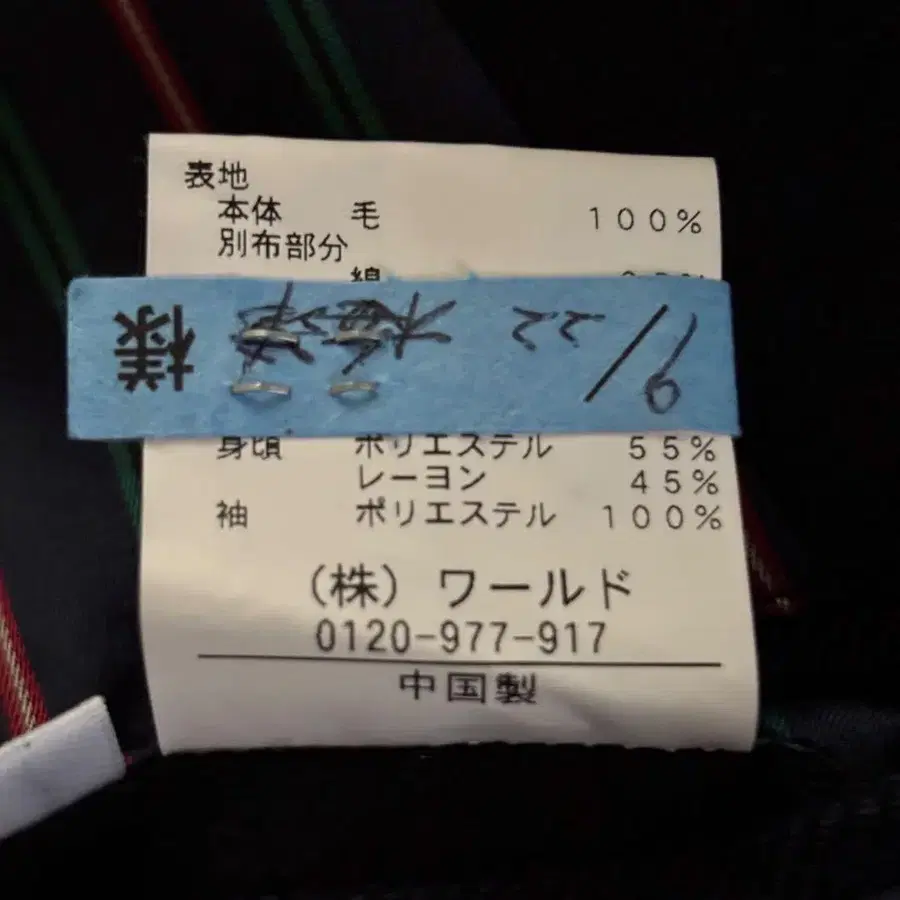 表地
本体 毛 100%
別布部分
綿
9/22 様
身頃 ポリエステル 55%
レーヨン 45%
袖 ポリエステル 100%
(株) ワールド
0120-977-917
中国製